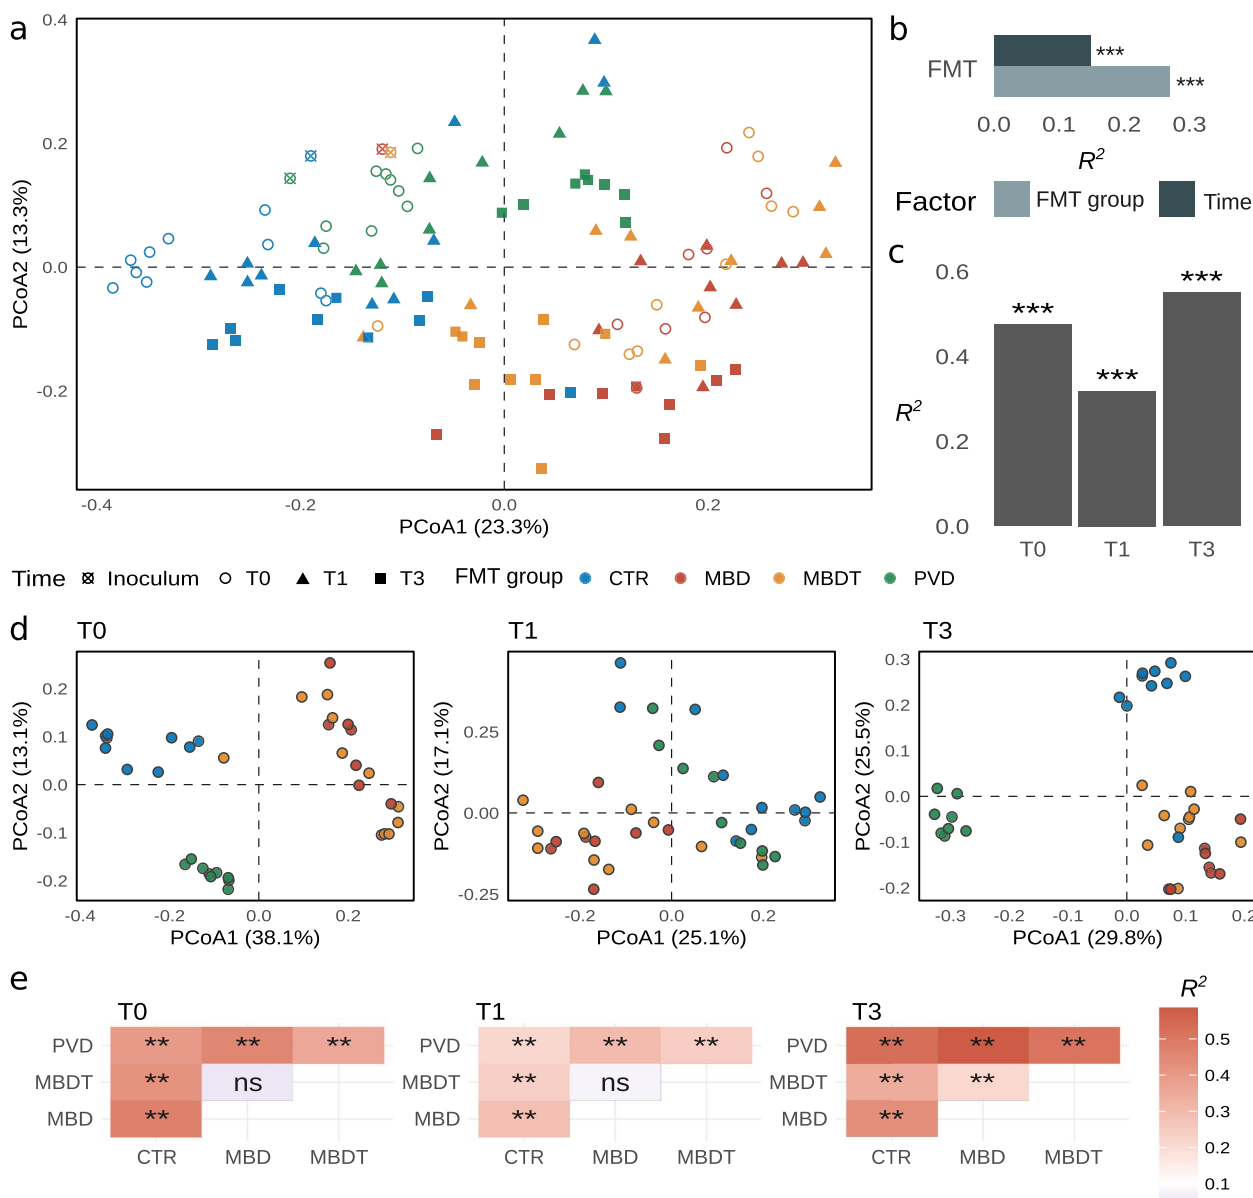 a
0.4
0.2
0.0
-0.2
PCoA2 (13.3%)
-0.4
-0.2
0.0
0.2
PCoA1 (23.3%)
b
FMT
***
***
0.0
0.1
0.2
0.3
R²
Factor
FMT group
Time
c
0.6
0.4
0.2
0.0
R²
***
***
***
T0
T1
T3
Time
Inoculum
T0
T1
T3
FMT group
CTR
MBD
MBDT
PVD
d
T0
0.2
0.1
0.0
-0.1
-0.2
PCoA2 (13.1%)
-0.4
-0.2
0.0
0.2
PCoA1 (38.1%)
T1
0.25
0.00
-0.25
PCoA2 (17.1%)
-0.2
0.0
0.2
PCoA1 (25.1%)
T3
0.3
0.2
0.1
0.0
-0.1
-0.2
PCoA2 (25.5%)
-0.3
-0.2
-0.1
0.0
0.1
0.2
PCoA1 (29.8%)
e
T0
PVD
**
**
**
MBDT
**
ns
MBD
**
CTR
MBD
MBDT
T1
PVD
**
**
**
MBDT
**
ns
MBD
**
CTR
MBD
MBDT
T3
PVD
**
**
**
MBDT
**
**
MBD
**
CTR
MBD
MBDT
R²
0.5
0.4
0.3
0.2
0.1